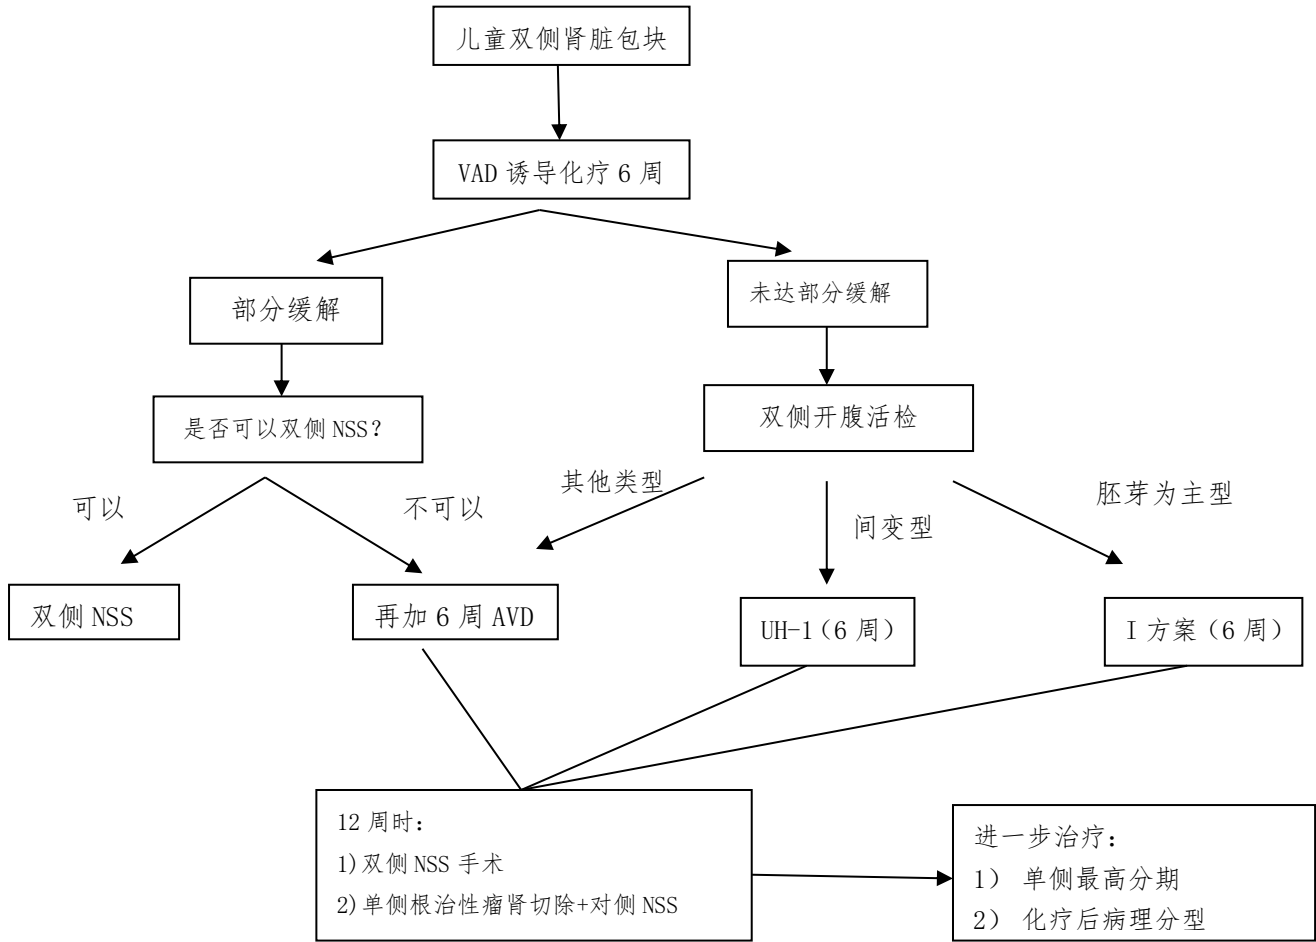 儿童双侧肾脏包块
VAD 诱导化疗 6 周
部分缓解
未达部分缓解
是否可以双侧 NSS?
双侧开腹活检
可以
不可以
其他类型
间变型
胚芽为主型
双侧 NSS
再加 6 周 AVD
UH-1（6 周）
I 方案（6 周）
12 周时：
1)双侧 NSS 手术
2)单侧根治性瘤肾切除+对侧 NSS
进一步治疗：
1） 单侧最高分期
2） 化疗后病理分型